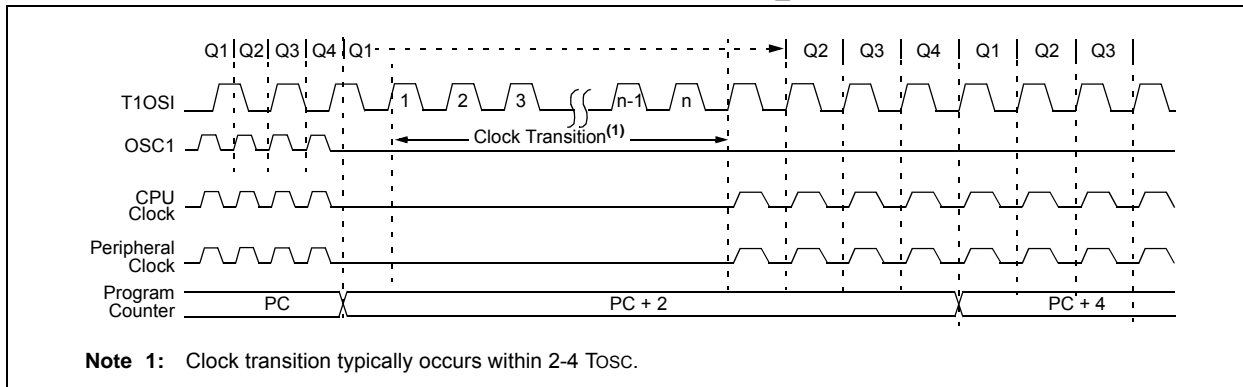 Q1 Q2 Q3 Q4 Q1 Q2 Q3 Q4 Q1 Q2 Q3
T1OSI 1 2 3 n-1 n
Clock Transition(1)
OSC1
CPU
Clock
Peripheral
Clock
Program
Counter
PC PC + 2 PC + 4
Note 1: Clock transition typically occurs within 2-4 TOSC.